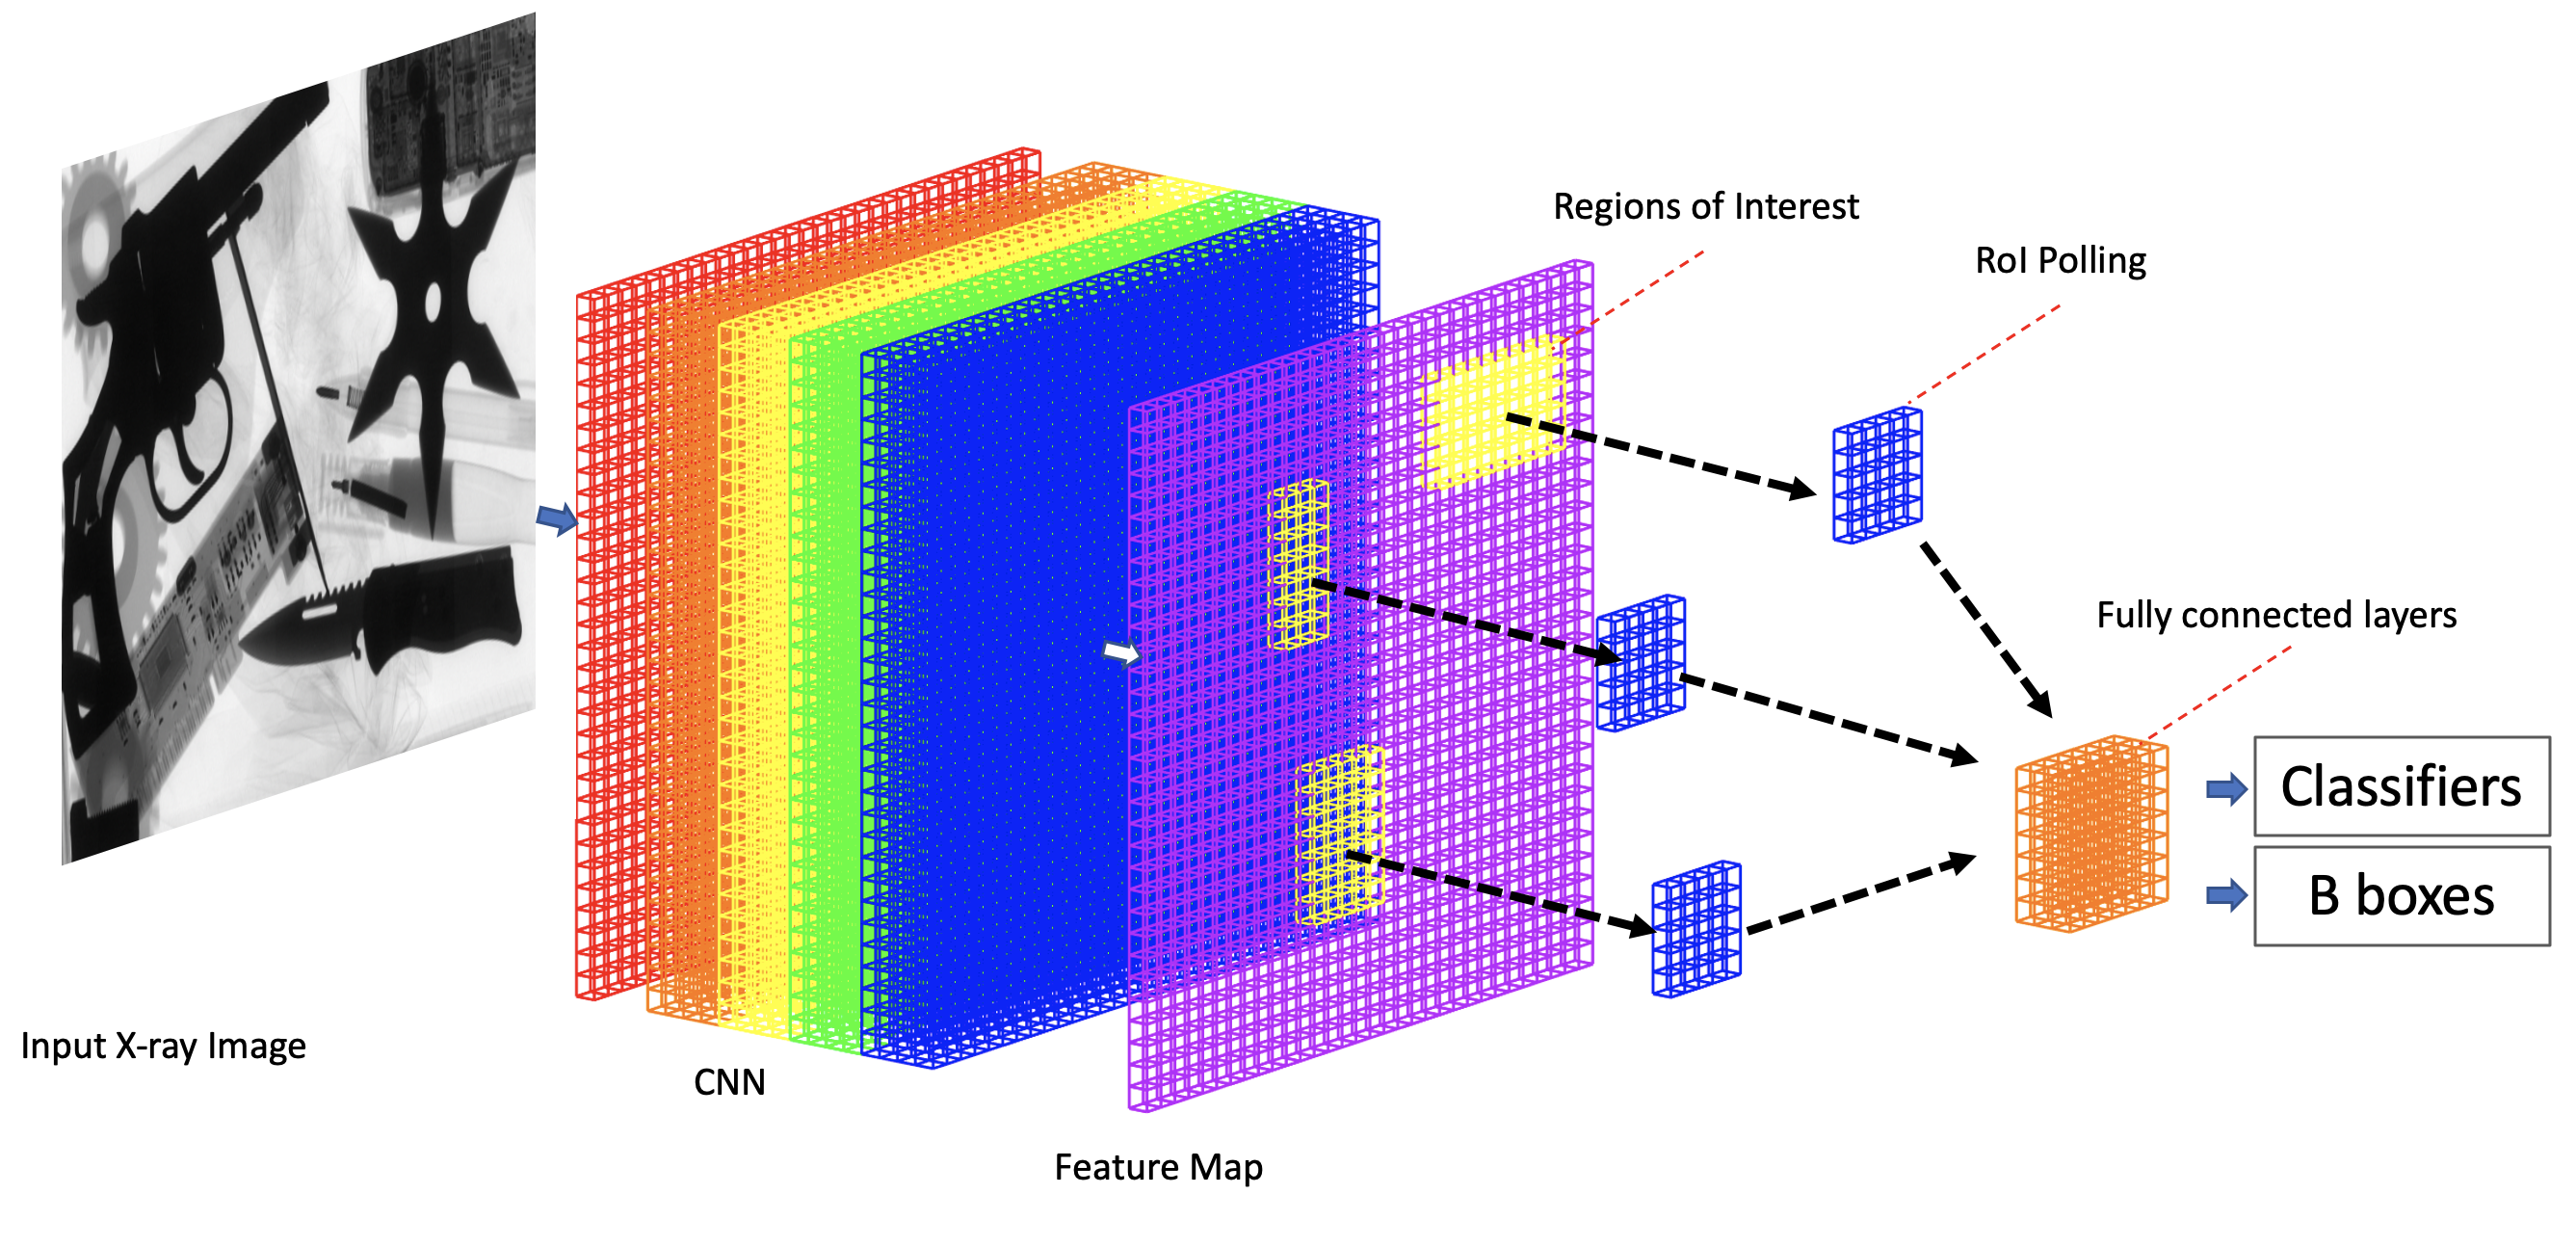 Regions of Interest
RoI Polling
Fully connected layers
Classifiers
B boxes
Input X-ray Image
CNN
Feature Map